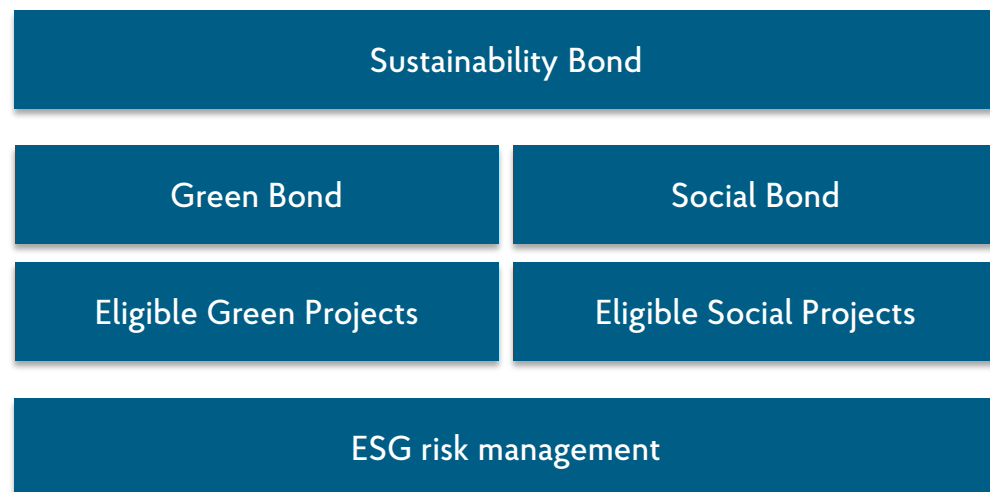 Sustainability Bond
Green Bond
Social Bond
Eligible Green Projects
Eligible Social Projects
ESG risk management